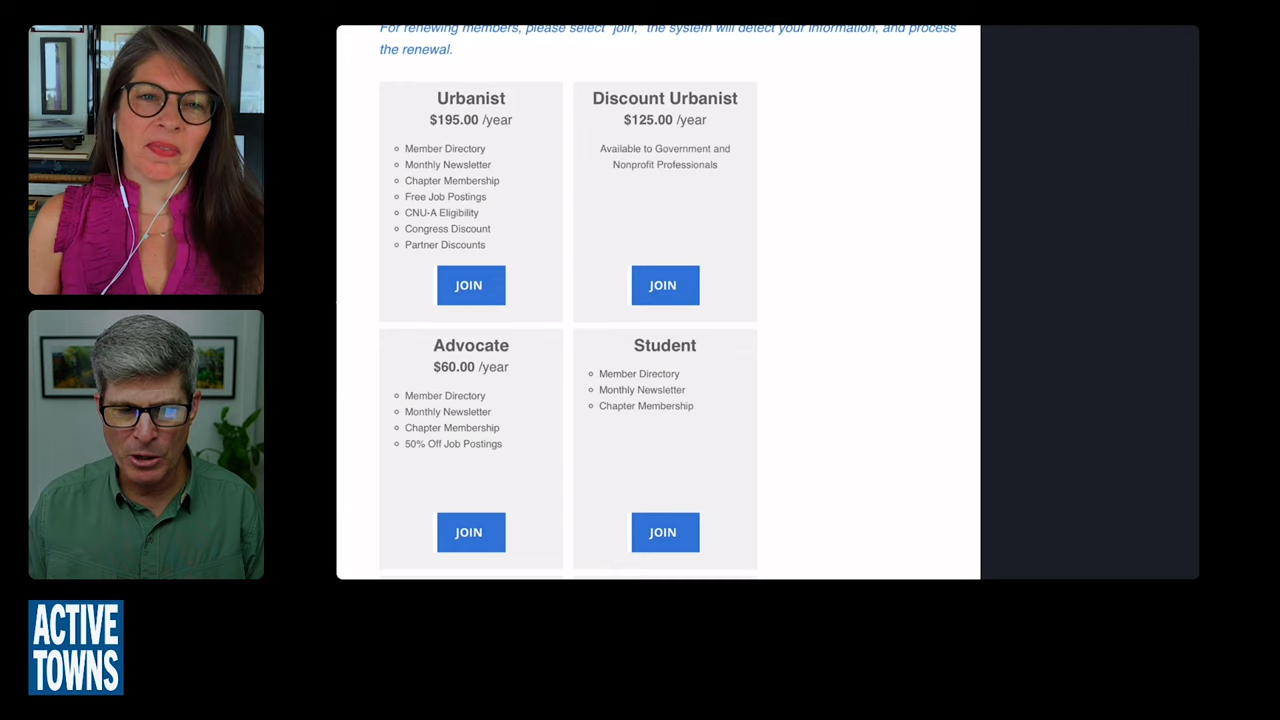 For renewing members, please select "join," the system will detect your information, and process
the renewal.
Urbanist
$195.00 /year
Member Directory
Monthly Newsletter
Chapter Membership
Free Job Postings
CNU-A Eligibility
Congress Discount
Partner Discounts
JOIN
Discount Urbanist
$125.00 /year
Available to Government and
Nonprofit Professionals
JOIN
Advocate
$60.00 /year
Member Directory
Monthly Newsletter
Chapter Membership
50% Off Job Postings
JOIN
Student
Member Directory
Monthly Newsletter
Chapter Membership
JOIN
ACTIVE
TOWNS